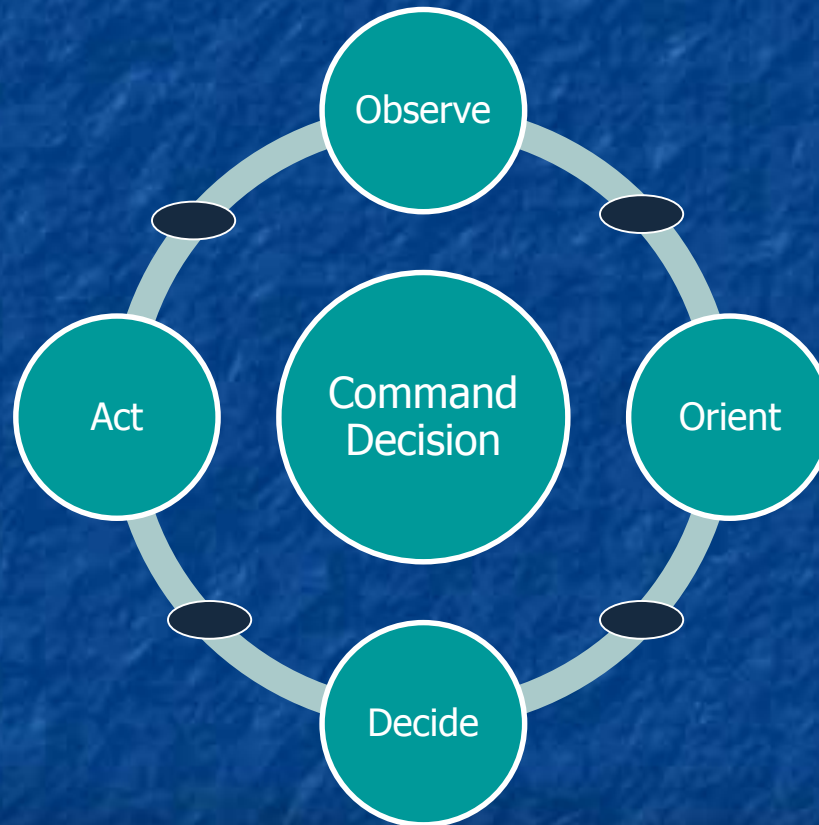 Observe
Act
Command
Decision
Orient
Decide